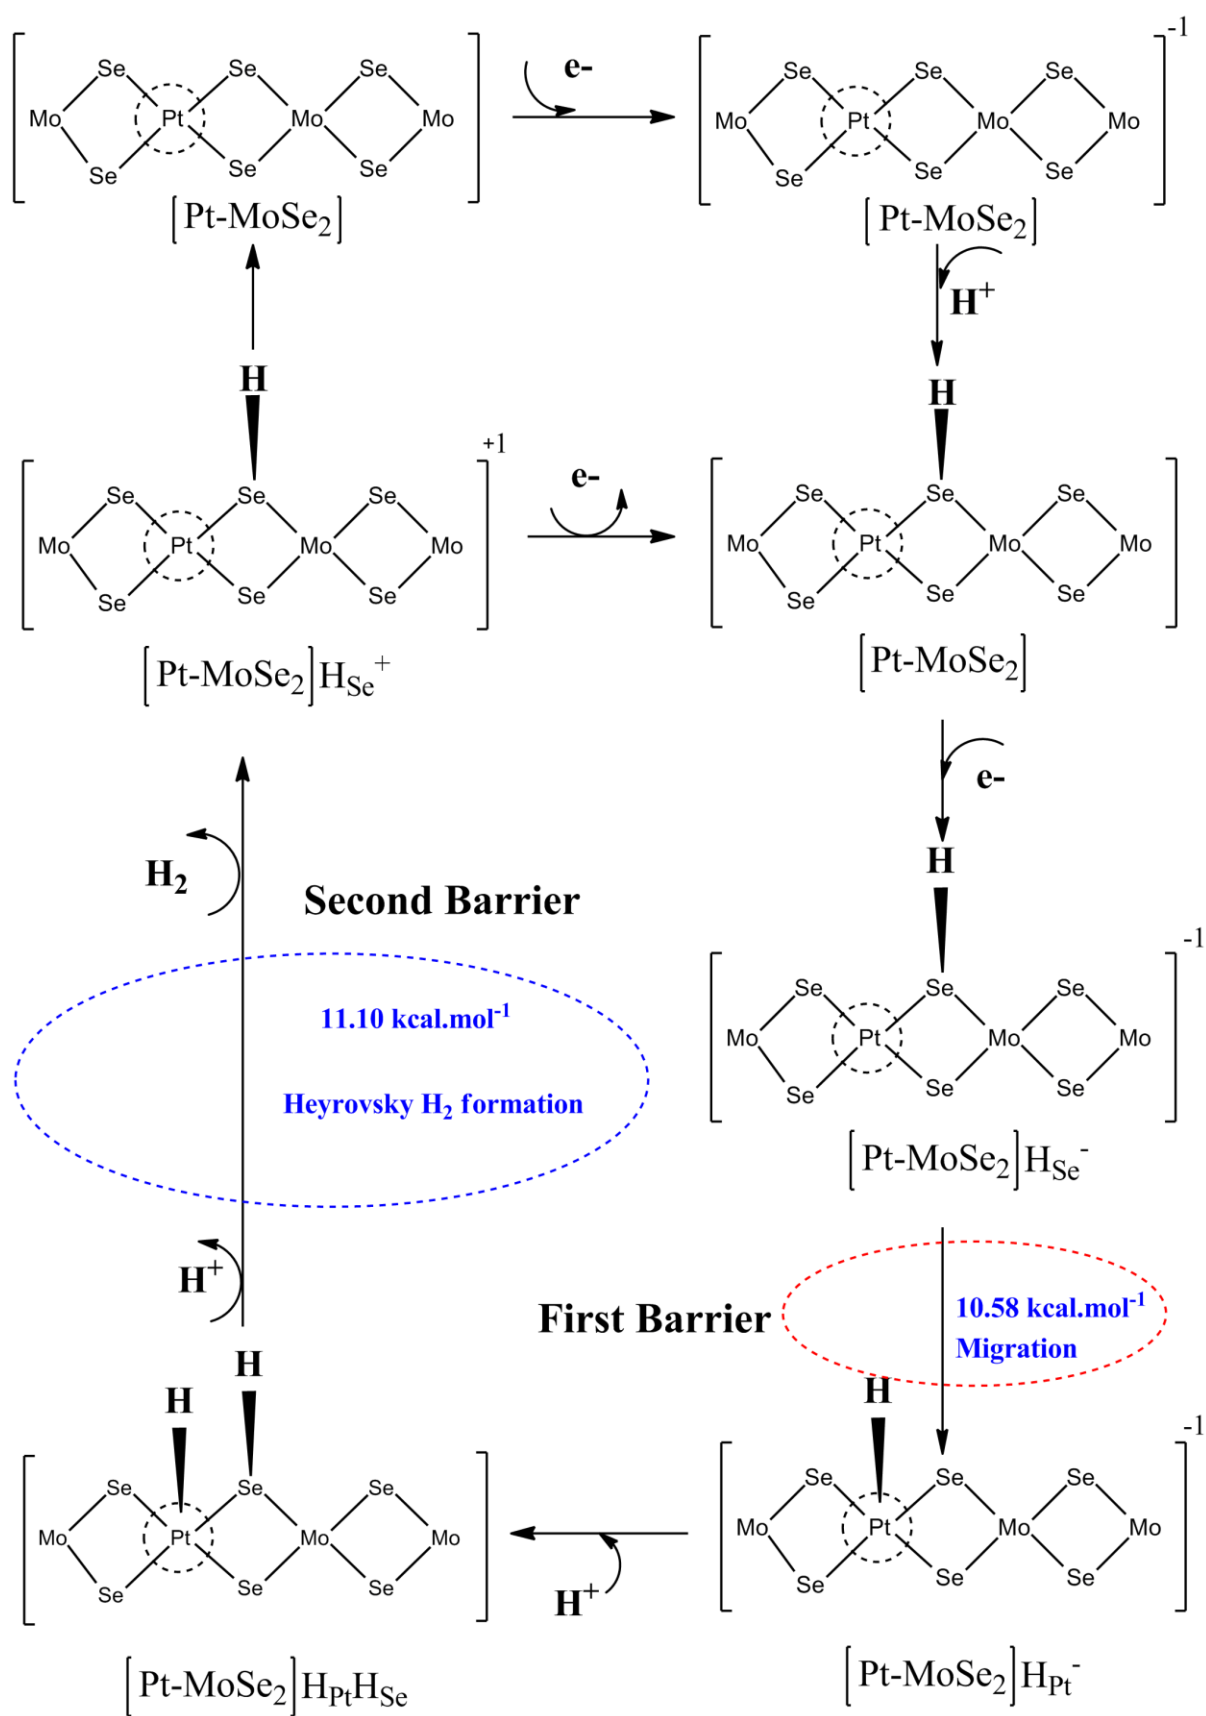 Se Se Se
Mo Pt Mo Mo
Se Se Se
[Pt-MoSe2]
e-
-1
Se Se Se
Mo Pt Mo Mo
Se Se Se
[Pt-MoSe2]
H+
H
H
+1
Se Se Se
Mo Pt Mo Mo
Se Se Se
[Pt-MoSe2]HSe+
e-
Se Se Se
Mo Pt Mo Mo
Se Se Se
[Pt-MoSe2]
e-
H
-1
Se Se Se
Mo Pt Mo Mo
Se Se Se
[Pt-MoSe2]HSe-
H2
Second Barrier
11.10 kcal.mol-1
Heyrovsky H2 formation
H+
First Barrier
10.58 kcal.mol-1
Migration
H
H
Se Se Se
Mo Pt Mo Mo
Se Se Se
[Pt-MoSe2]HPtHSe
H+
H
-1
Se Se Se
Mo Pt Mo Mo
Se Se Se
[Pt-MoSe2]HPt-